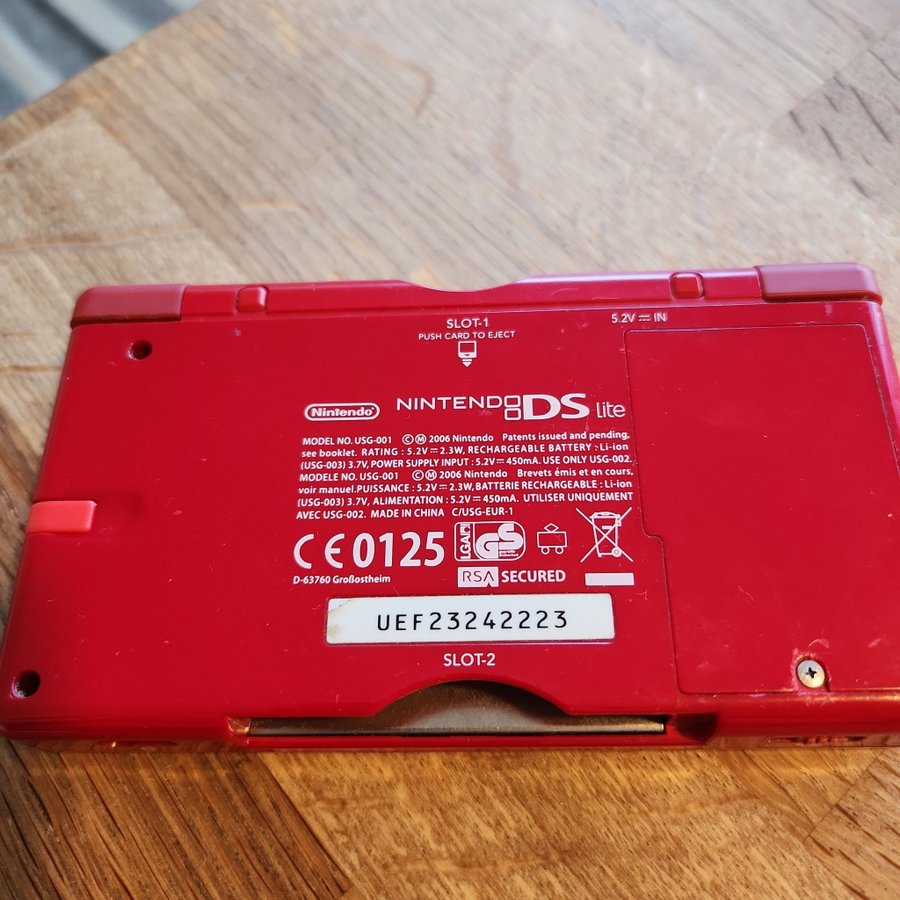 SLOT-1
5.2V ⎓ IN
PUSH CARD TO EJECT
Nintendo
NINTENDO DS Lite
MODEL NO. USG-001 ©Ⓜ 2006 Nintendo Patents issued and pending,
see booklet. RATING : 5.2V ⎓ 2.3W, RECHARGEABLE BATTERY : Li-ion
(USG-003) 3.7V, POWER SUPPLY INPUT : 5.2V ⎓ 450mA. USE ONLY USG-002.
MODELE NO. USG-001 ©Ⓜ 2006 Nintendo Brevets émis et en cours,
voir manuel.PUISSANCE : 5.2V ⎓ 2.3W, BATTERIE RECHARGEABLE : Li-ion
(USG-003) 3.7V, ALIMENTATION : 5.2V ⎓ 450mA. UTILISER UNIQUEMENT
AVEC USG-002. MADE IN CHINA C/USG-EUR-1
CE0125
LGA
GS
geprüfte
Sicherheit
D-63760 Großostheim
RSA SECURED
UEF23242223
SLOT-2